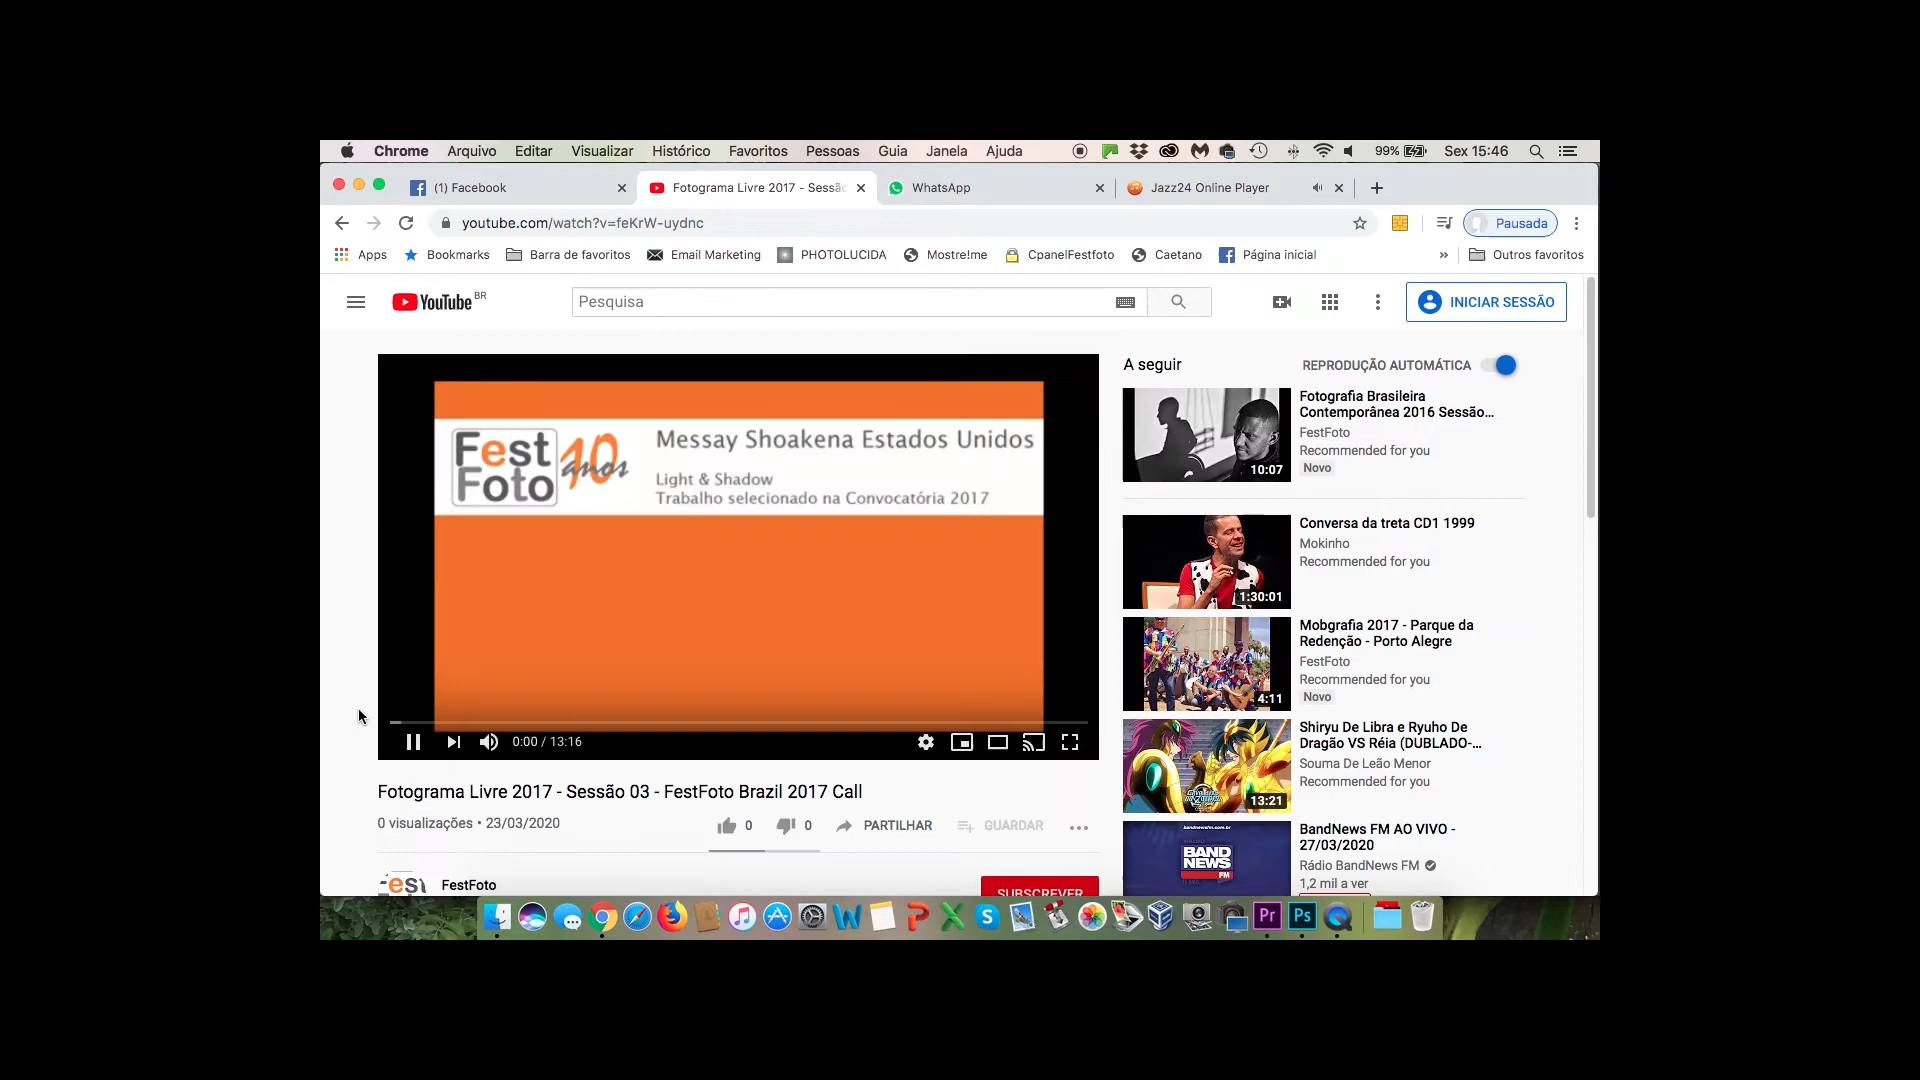 Chrome Arquivo Editar Visualizar Histórico Favoritos Pessoas Guia Janela Ajuda 99% Sex 15:46
(1) Facebook Fotograma Livre 2017 - Sessão WhatsApp Jazz24 Online Player
youtube.com/watch?v=feKrW-uydnc Pausada
Apps Bookmarks Barra de favoritos Email Marketing PHOTOLUCIDA Mostre!me CpanelFestfoto Caetano Página inicial » Outros favoritos
YouTube BR Pesquisa INICIAR SESSÃO
Fest Foto 10 anos
Messay Shoakena Estados Unidos
Light & Shadow
Trabalho selecionado na Convocatória 2017
0:00 / 13:16
Fotograma Livre 2017 - Sessão 03 - FestFoto Brazil 2017 Call
0 visualizações • 23/03/2020
0 0 PARTILHAR GUARDAR
FestFoto
SUBSCREVER
A seguir REPRODUÇÃO AUTOMÁTICA
10:07
Fotografia Brasileira
Contemporânea 2016 Sessão...
FestFoto
Recommended for you
Novo
1:30:01
Conversa da treta CD1 1999
Mokinho
Recommended for you
4:11
Mobgrafia 2017 - Parque da
Redenção - Porto Alegre
FestFoto
Recommended for you
Novo
13:21
Shiryu De Libra e Ryuho De
Dragão VS Réia (DUBLADO-...
Souma De Leão Menor
Recommended for you
bandnewsfm.com.br
BAND
NEWS
FM
BandNews FM AO VIVO -
27/03/2020
Rádio BandNews FM
1,2 mil a ver
Pr Ps